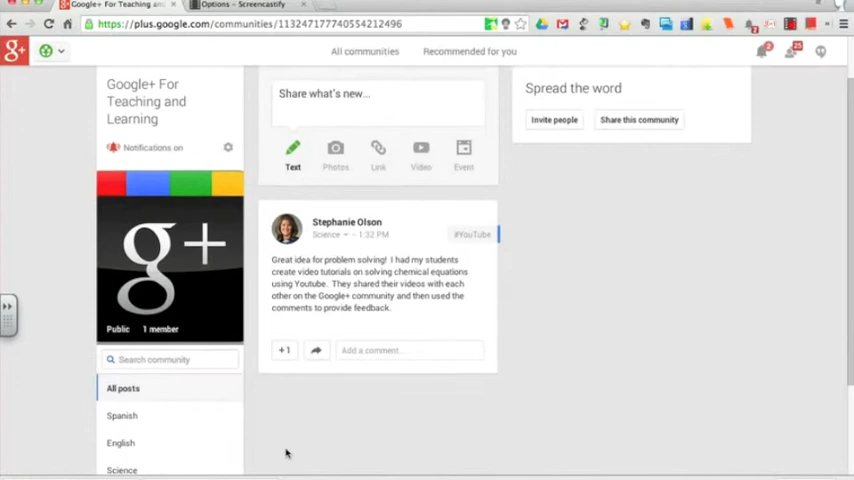 Google+ For Teaching an
Options - Screencastify
https://plus.google.com/communities/113247177740554212496
g+
All communities
Recommended for you
2
25
Google+ For
Teaching and
Learning
Notifications on
g+
Public 1 member
Search community
All posts
Spanish
English
Science
Share what's new...
Text
Photos
Link
Video
Event
Stephanie Olson
Science - 1:32 PM
#YouTube
Great idea for problem solving! I had my students
create video tutorials on solving chemical equations
using Youtube. They shared their videos with each
other on the Google+ community and then used the
comments to provide feedback.
+1
Add a comment...
Spread the word
Invite people
Share this community